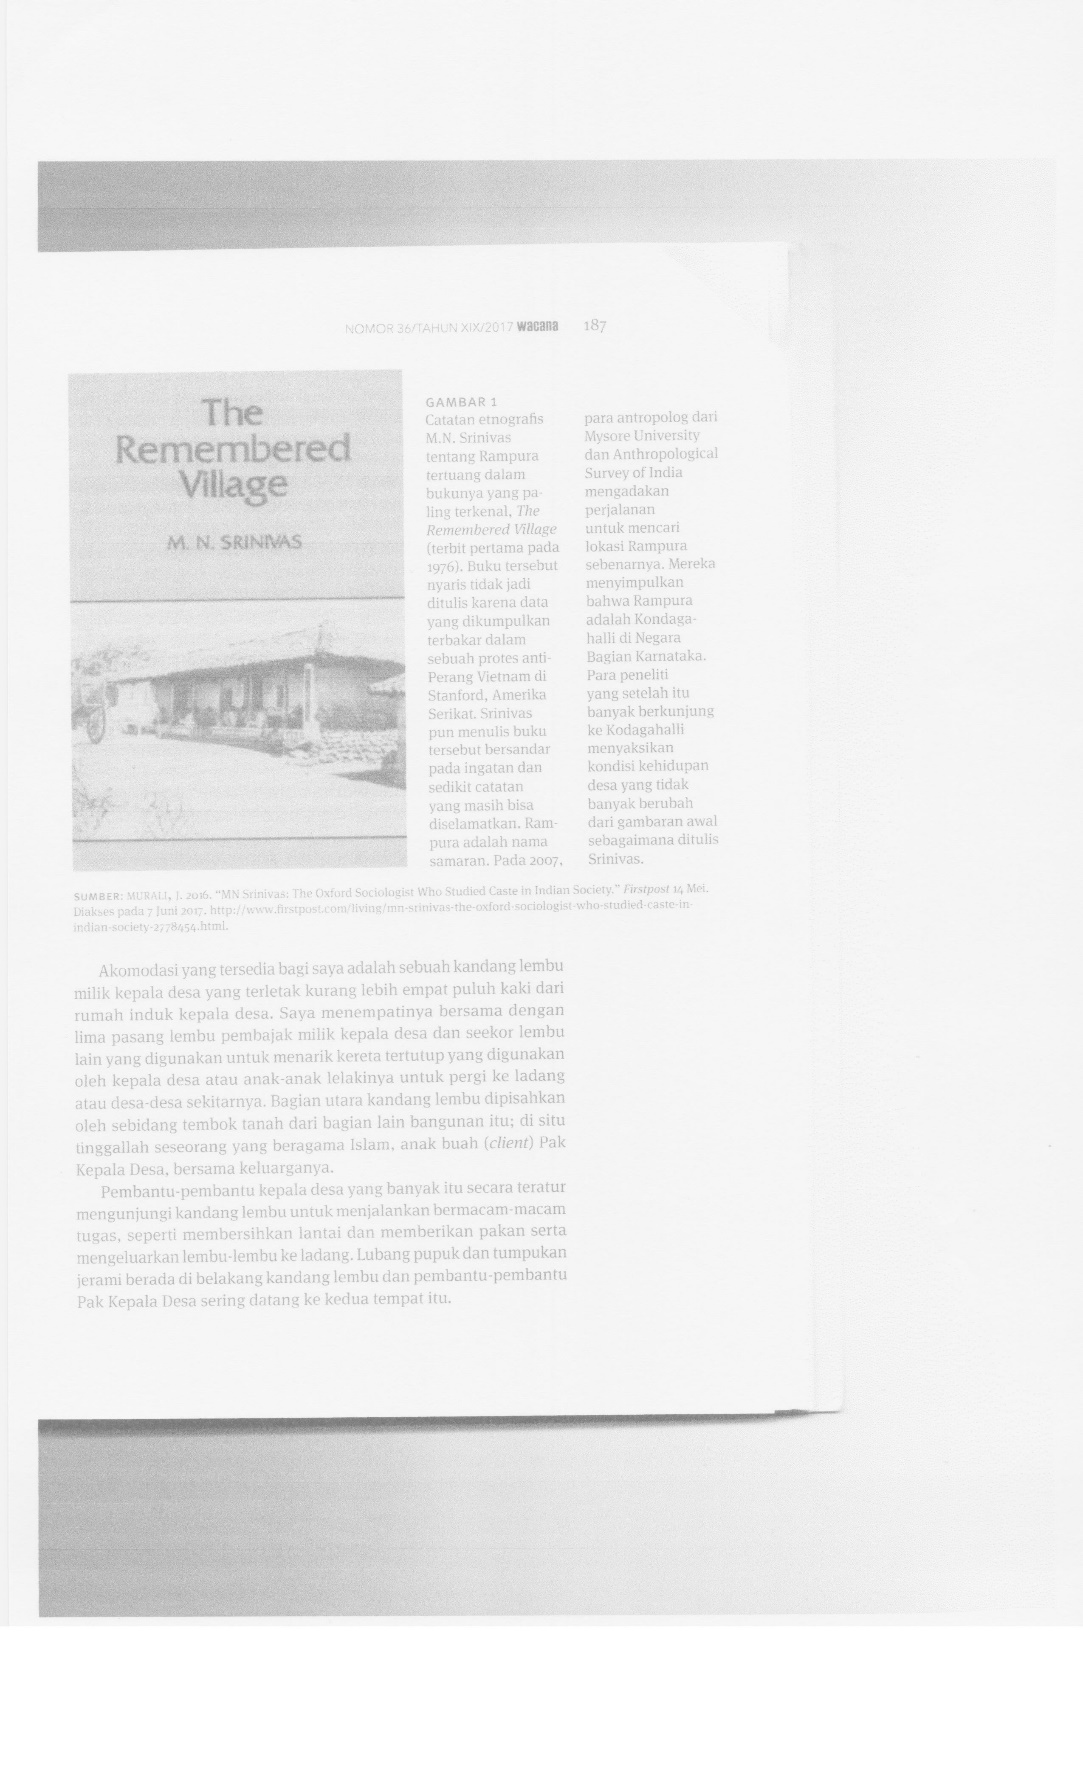 NOMOR 36/TAHUN XIX/2017 wacana 187
The
Remembered
Village
M. N. SRINIVAS
GAMBAR 1
Catatan etnografis
M.N. Srinivas
tentang Rampura
tertuang dalam
bukunya yang pa-
ling terkenal, The
Remembered Village
(terbit pertama pada
1976). Buku tersebut
nyaris tidak jadi
ditulis karena data
yang dikumpulkan
terbakar dalam
sebuah protes anti-
Perang Vietnam di
Stanford, Amerika
Serikat. Srinivas
pun menulis buku
tersebut bersandar
pada ingatan dan
sedikit catatan
yang masih bisa
diselamatkan. Ram-
pura adalah nama
samaran. Pada 2007,
para antropolog dari
Mysore University
dan Anthropological
Survey of India
mengadakan
perjalanan
untuk mencari
lokasi Rampura
sebenarnya. Mereka
menyimpulkan
bahwa Rampura
adalah Kondaga-
halli di Negara
Bagian Karnataka.
Para peneliti
yang setelah itu
banyak berkunjung
ke Kodagahalli
menyaksikan
kondisi kehidupan
desa yang tidak
banyak berubah
dari gambaran awal
sebagaimana ditulis
Srinivas.
SUMBER: MURALI, J. 2016. “MN Srinivas: The Oxford Sociologist Who Studied Caste in Indian Society.” Firstpost 14 Mei.
Diakses pada 7 Juni 2017. http://www.firstpost.com/living/mn-srinivas-the-oxford-sociologist-who-studied-caste-in-
indian-society-2778454.html.
Akomodasi yang tersedia bagi saya adalah sebuah kandang lembu
milik kepala desa yang terletak kurang lebih empat puluh kaki dari
rumah induk kepala desa. Saya menempatinya bersama dengan
lima pasang lembu pembajak milik kepala desa dan seekor lembu
lain yang digunakan untuk menarik kereta tertutup yang digunakan
oleh kepala desa atau anak-anak lelakinya untuk pergi ke ladang
atau desa-desa sekitarnya. Bagian utara kandang lembu dipisahkan
oleh sebidang tembok tanah dari bagian lain bangunan itu; di situ
tinggallah seseorang yang beragama Islam, anak buah (client) Pak
Kepala Desa, bersama keluarganya.
Pembantu-pembantu kepala desa yang banyak itu secara teratur
mengunjungi kandang lembu untuk menjalankan bermacam-macam
tugas, seperti membersihkan lantai dan memberikan pakan serta
mengeluarkan lembu-lembu ke ladang. Lubang pupuk dan tumpukan
jerami berada di belakang kandang lembu dan pembantu-pembantu
Pak Kepala Desa sering datang ke kedua tempat itu.